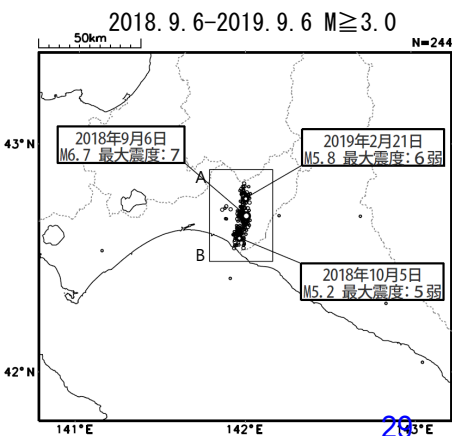 2018.9.6-2019.9.6 M≧3.0
50km
N=244
43°N
2018年9月6日
M6.7 最大震度:7
2019年2月21日
M5.8 最大震度:6弱
A
B
2018年10月5日
M5.2 最大震度:5弱
42°N
141°E
142°E
143°E
29